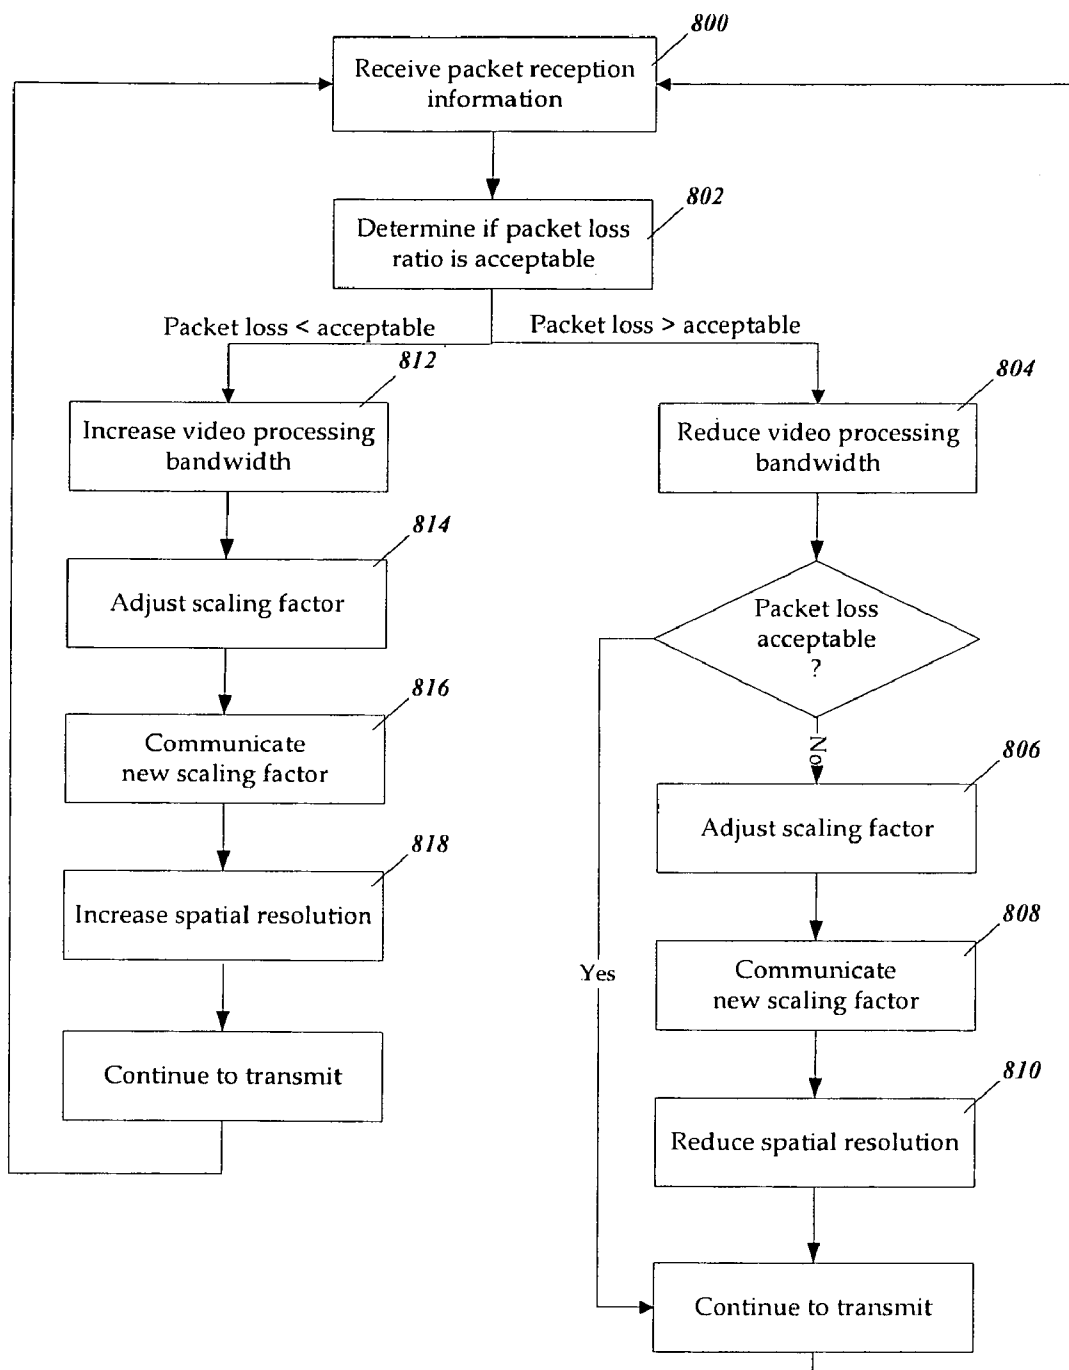 800
Receive packet reception
information
802
Determine if packet loss
ratio is acceptable
Packet loss < acceptable
Packet loss > acceptable
812
Increase video processing
bandwidth
814
Adjust scaling factor
816
Communicate
new scaling factor
818
Increase spatial resolution
Continue to transmit
804
Reduce video processing
bandwidth
Packet loss
acceptable
?
No
Yes
806
Adjust scaling factor
808
Communicate
new scaling factor
810
Reduce spatial resolution
Continue to transmit